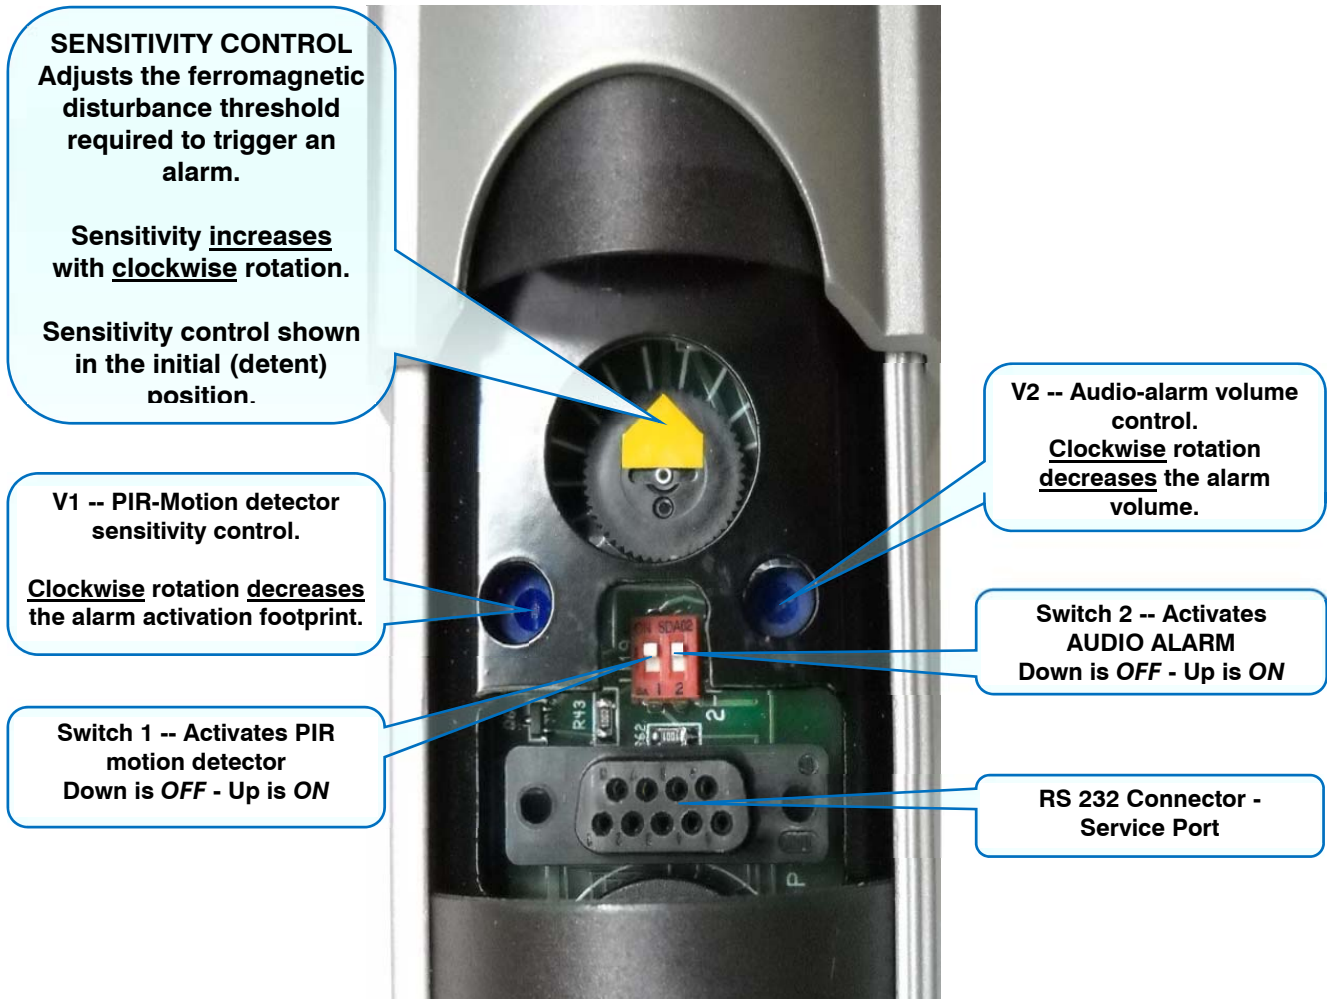 SENSITIVITY CONTROL
Adjusts the ferromagnetic
disturbance threshold
required to trigger an
alarm.
Sensitivity increases
with clockwise rotation.
Sensitivity control shown
in the initial (detent)
position.
V1 -- PIR-Motion detector
sensitivity control.
Clockwise rotation decreases
the alarm activation footprint.
Switch 1 -- Activates PIR
motion detector
Down is OFF - Up is ON
V2 -- Audio-alarm volume
control.
Clockwise rotation
decreases the alarm
volume.
Switch 2 -- Activates
AUDIO ALARM
Down is OFF - Up is ON
RS 232 Connector -
Service Port
ON SDA02
1 2
R43
1001
2